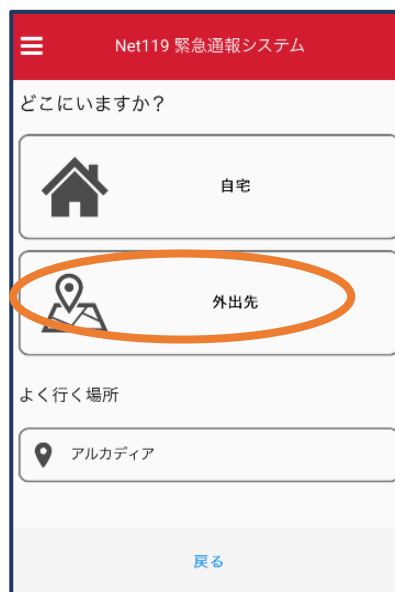 Net119 緊急通報システム
どこにいますか？
自宅
外出先
よく行く場所
アルカディア
戻る